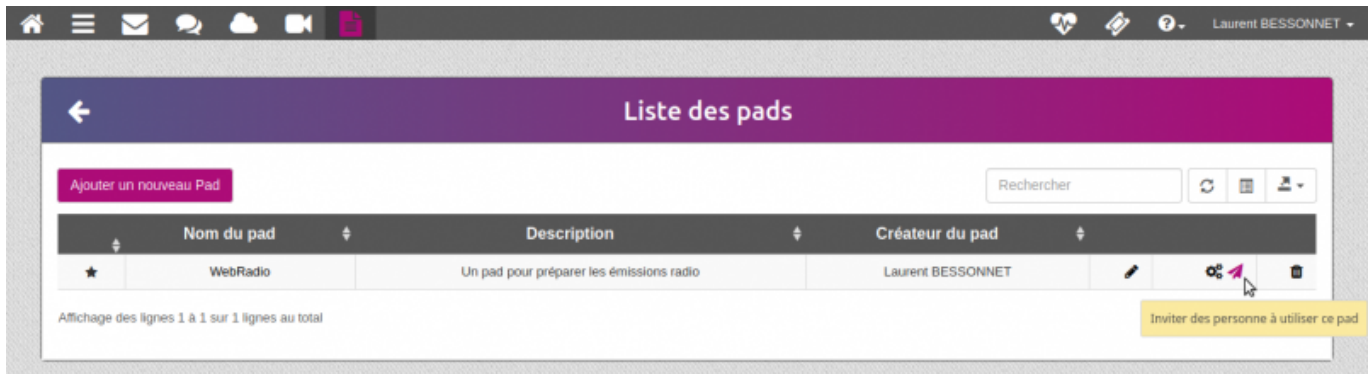 Laurent BESSONNET
Liste des pads
Ajouter un nouveau Pad
Rechercher
Nom du pad Description Créateur du pad
WebRadio Un pad pour préparer les émissions radio Laurent BESSONNET
Affichage des lignes 1 à 1 sur 1 lignes au total
Inviter des personne à utiliser ce pad